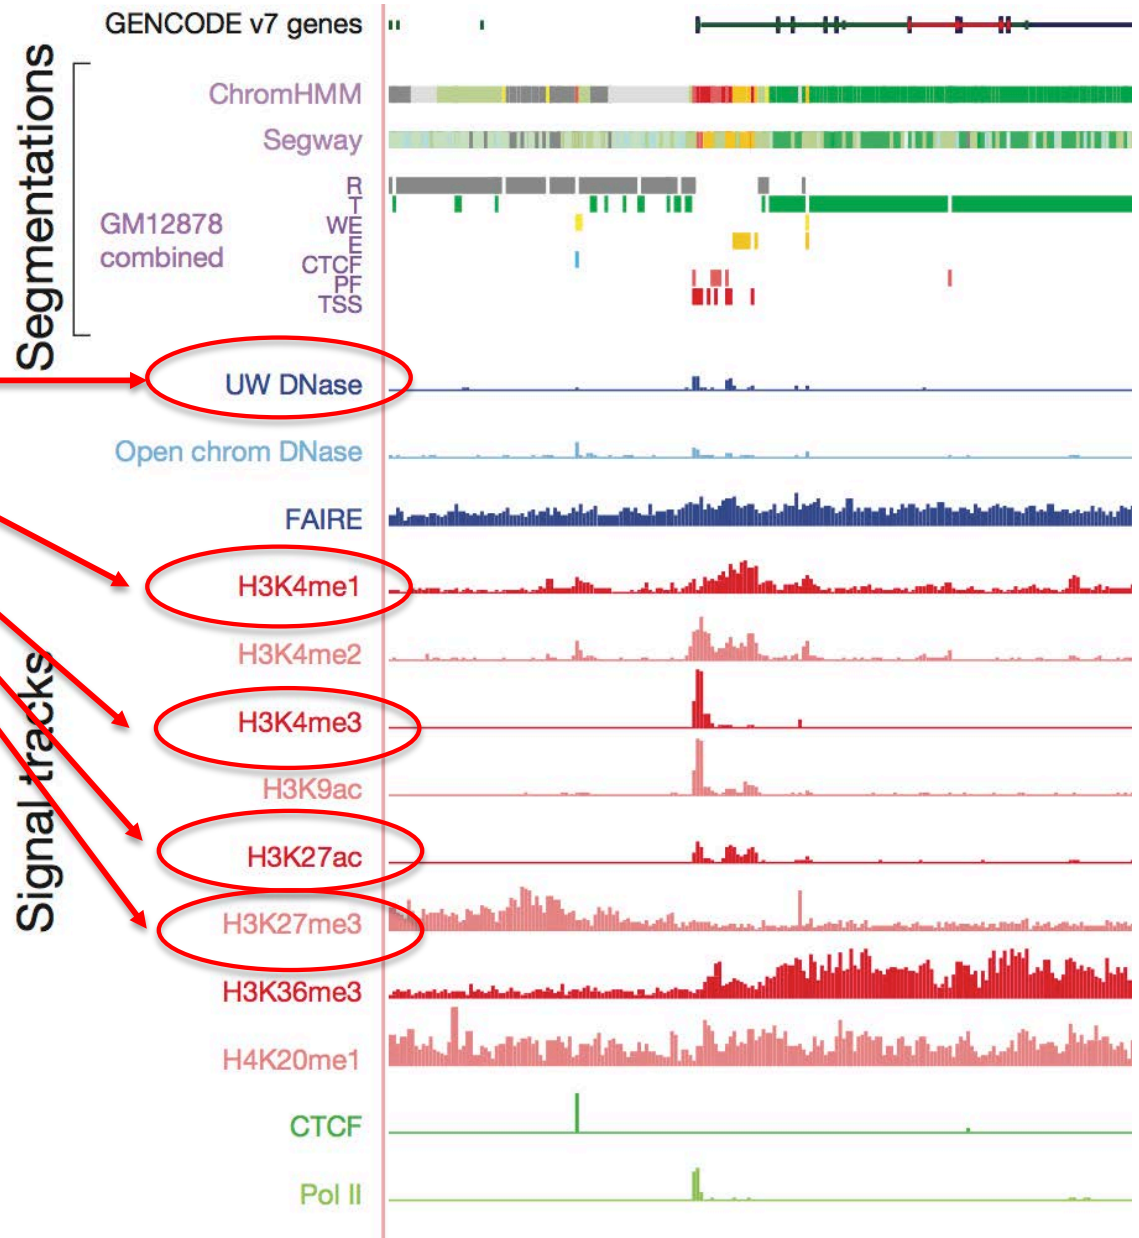 GENCODE v7 genes
Segmentations
ChromHMM
Segway
GM12878
combined
R
T
WE
E
CTCF
PF
TSS
UW DNase
Open chrom DNase
FAIRE
Signal tracks
H3K4me1
H3K4me2
H3K4me3
H3K9ac
H3K27ac
H3K27me3
H3K36me3
H4K20me1
CTCF
Pol II